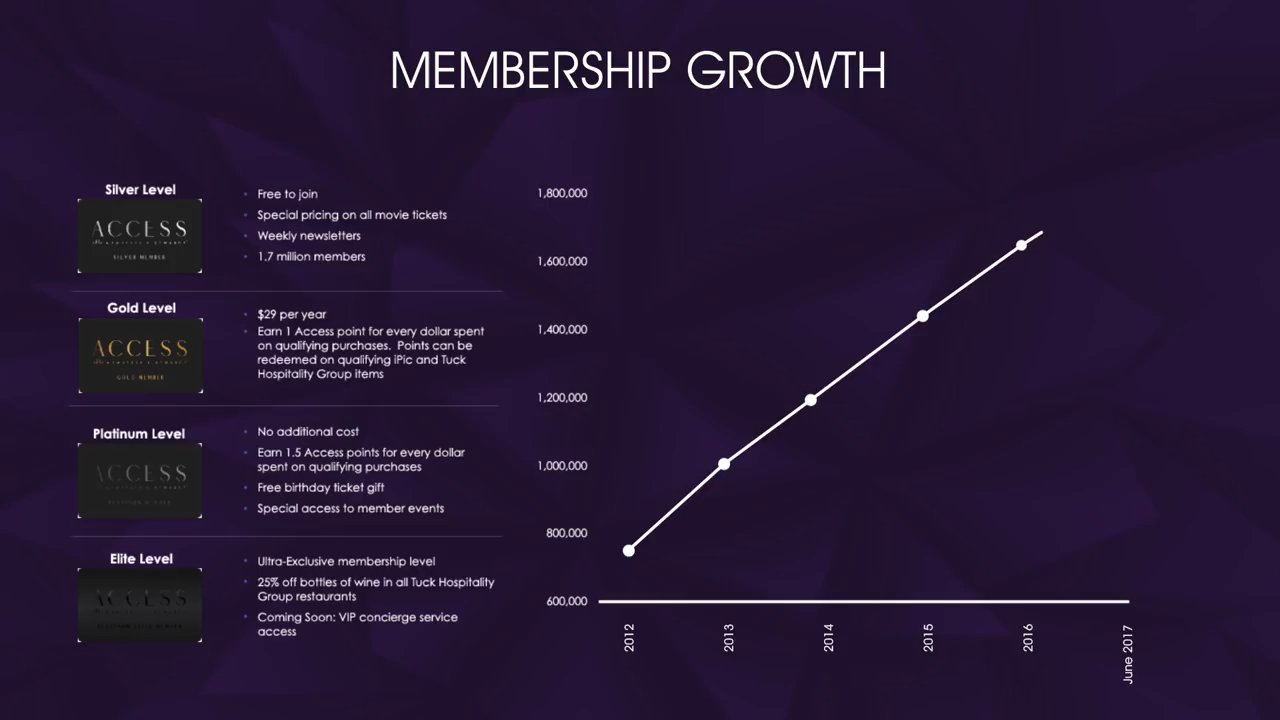 MEMBERSHIP GROWTH
Silver Level
ACCESS
SILVER MEMBER
• Free to join
• Special pricing on all movie tickets
• Weekly newsletters
• 1.7 million members
Gold Level
ACCESS
GOLD MEMBER
• $29 per year
• Earn 1 Access point for every dollar spent
on qualifying purchases. Points can be
redeemed on qualifying iPic and Tuck
Hospitality Group items
Platinum Level
ACCESS
PLATINUM MEMBER
• No additional cost
• Earn 1.5 Access points for every dollar
spent on qualifying purchases
• Free birthday ticket gift
• Special access to member events
Elite Level
ACCESS
• Ultra-Exclusive membership level
• 25% off bottles of wine in all Tuck Hospitality
Group restaurants
• Coming Soon: VIP concierge service
access
1,800,000
1,600,000
1,400,000
1,200,000
1,000,000
800,000
600,000
2012
2013
2014
2015
2016
June 2017